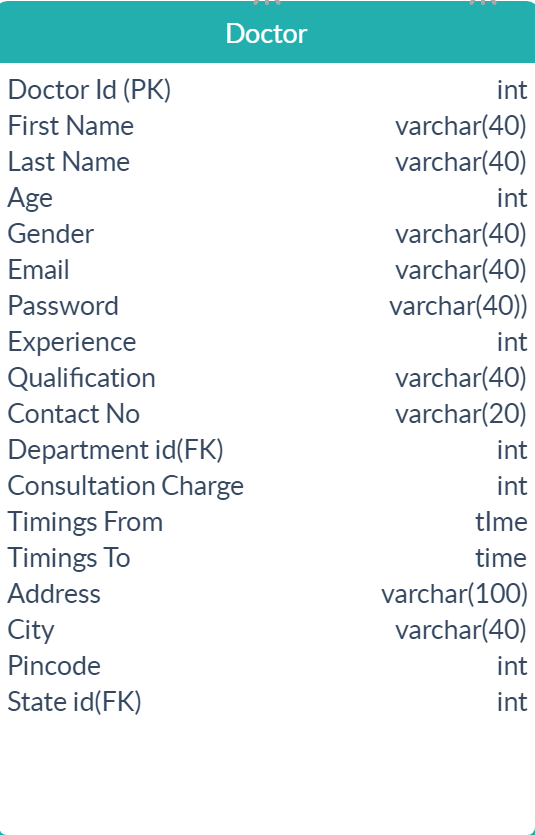 Doctor
Doctor Id (PK) int
First Name varchar(40)
Last Name varchar(40)
Age int
Gender varchar(40)
Email varchar(40)
Password varchar(40))
Experience int
Qualification varchar(40)
Contact No varchar(20)
Department id(FK) int
Consultation Charge int
Timings From tIme
Timings To time
Address varchar(100)
City varchar(40)
Pincode int
State id(FK) int